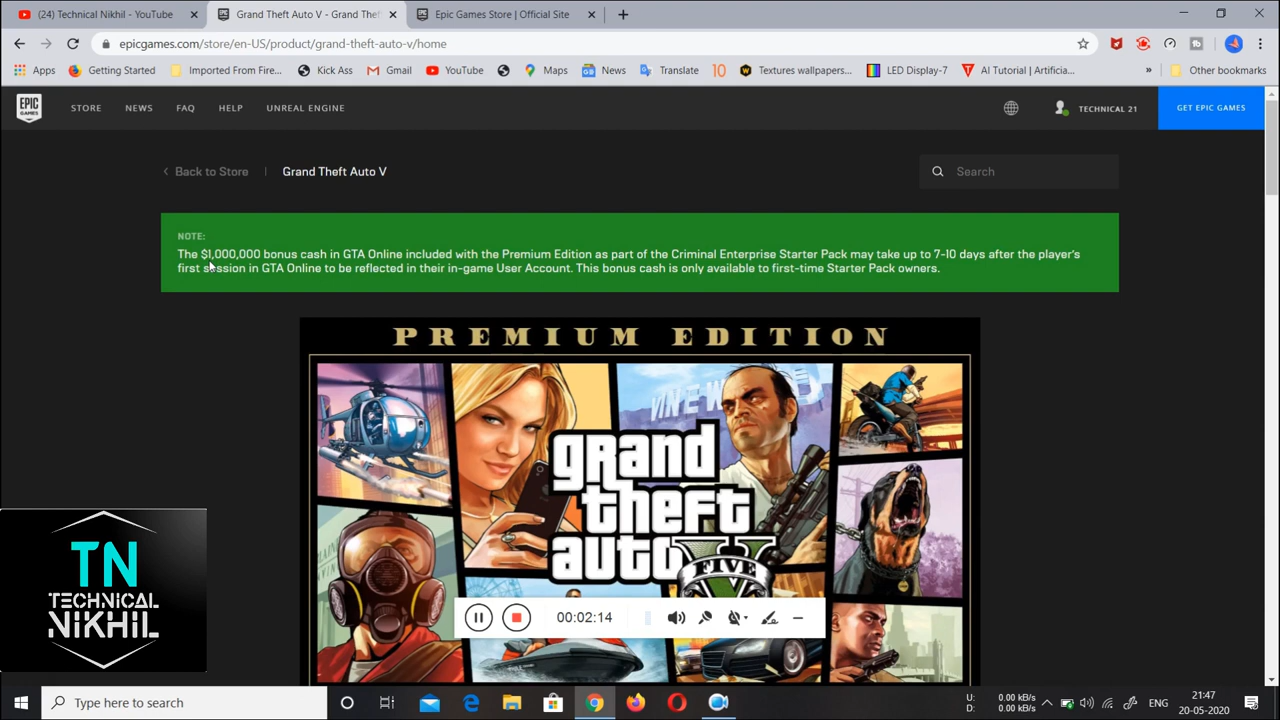 (24) Technical Nikhil - YouTube
Grand Theft Auto V - Grand Thef
Epic Games Store | Official Site
epicgames.com/store/en-US/product/grand-theft-auto-v/home
Apps
Getting Started
Imported From Fire...
Kick Ass
Gmail
YouTube
Maps
News
Translate
10
Textures wallpapers...
LED Display-7
AI Tutorial | Artificia...
»
Other bookmarks
EPIC GAMES
STORE
NEWS
FAQ
HELP
UNREAL ENGINE
TECHNICAL 21
GET EPIC GAMES
Back to Store
Grand Theft Auto V
Search
NOTE:
The $1,000,000 bonus cash in GTA Online included with the Premium Edition as part of the Criminal Enterprise Starter Pack may take up to 7-10 days after the player's
first session in GTA Online to be reflected in their in-game User Account. This bonus cash is only available to first-time Starter Pack owners.
PREMIUM EDITION
grand
theft
auto V
FIVE
00:02:14
TN
TECHNICAL
NIKHIL
Type here to search
U: 0.00 kB/s
D: 0.00 kB/s
ENG
21:47
20-05-2020